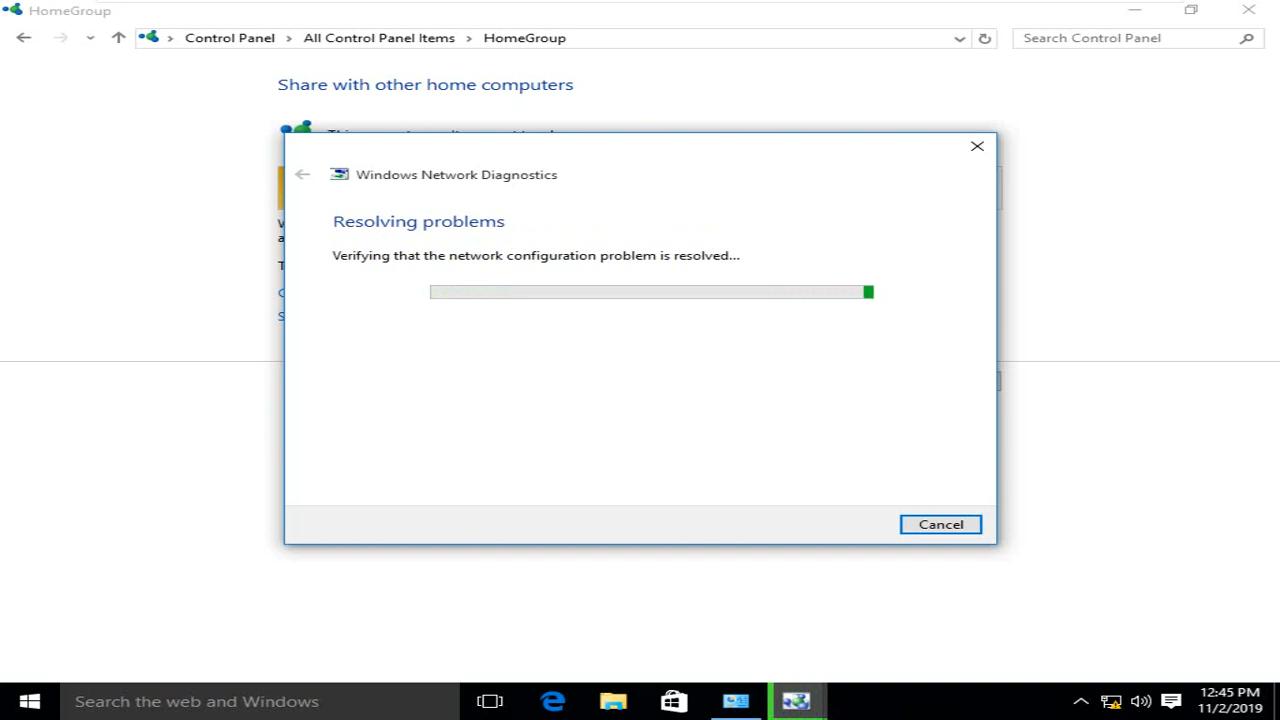 HomeGroup
Control Panel
All Control Panel Items
HomeGroup
Search Control Panel
Share with other home computers
Windows Network Diagnostics
Resolving problems
Verifying that the network configuration problem is resolved...
Cancel
Search the web and Windows
12:45 PM
11/2/2019